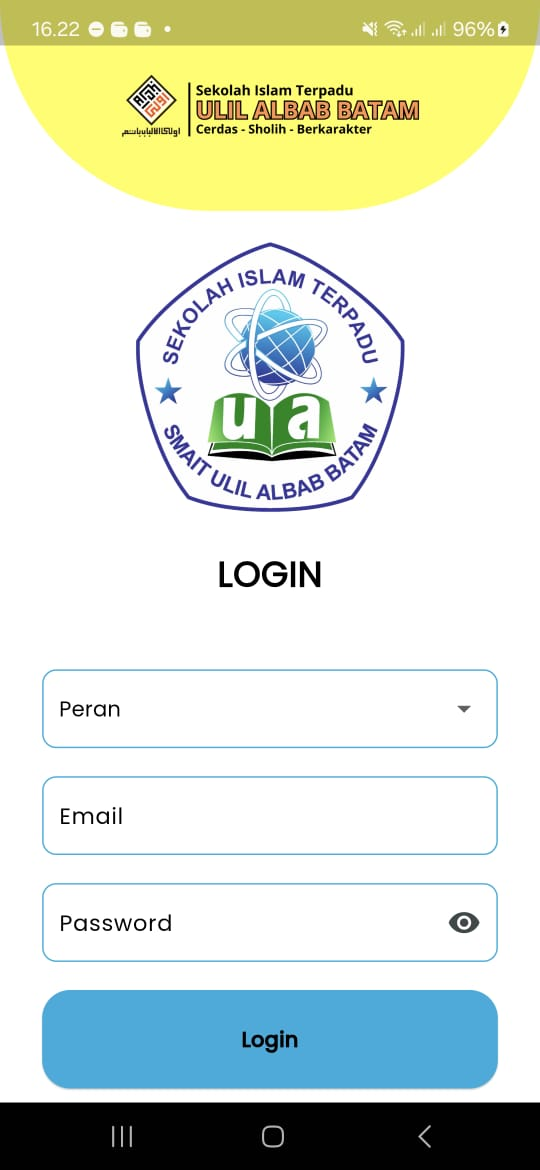 16.22
96%
Sekolah Islam Terpadu
ULIL ALBAB BATAM
Cerdas - Sholih - Berkarakter
SEKOLAH ISLAM TERPADU
ua
SMAIT ULIL ALBAB BATAM
LOGIN
Peran
Email
Password
Login